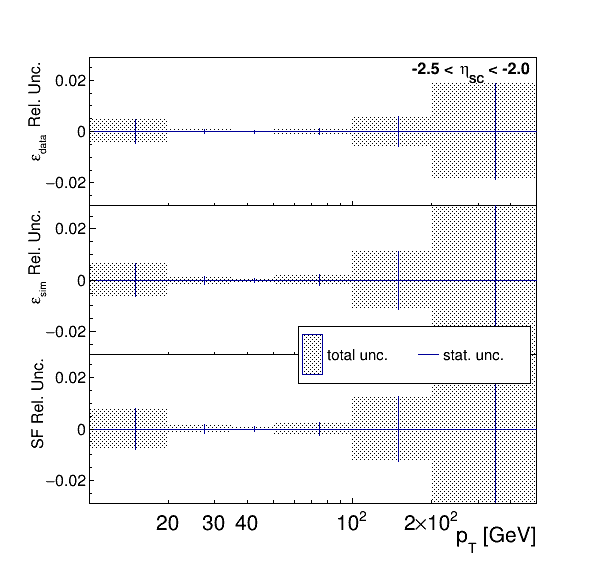 -2.5 < η_SC < -2.0
ε_data Rel. Unc.
0.02
0
−0.02
ε_sim Rel. Unc.
0.02
0
−0.02
total unc.
stat. unc.
SF Rel. Unc.
0.02
0
−0.02
20 30 40 10² 2×10²
p_T [GeV]